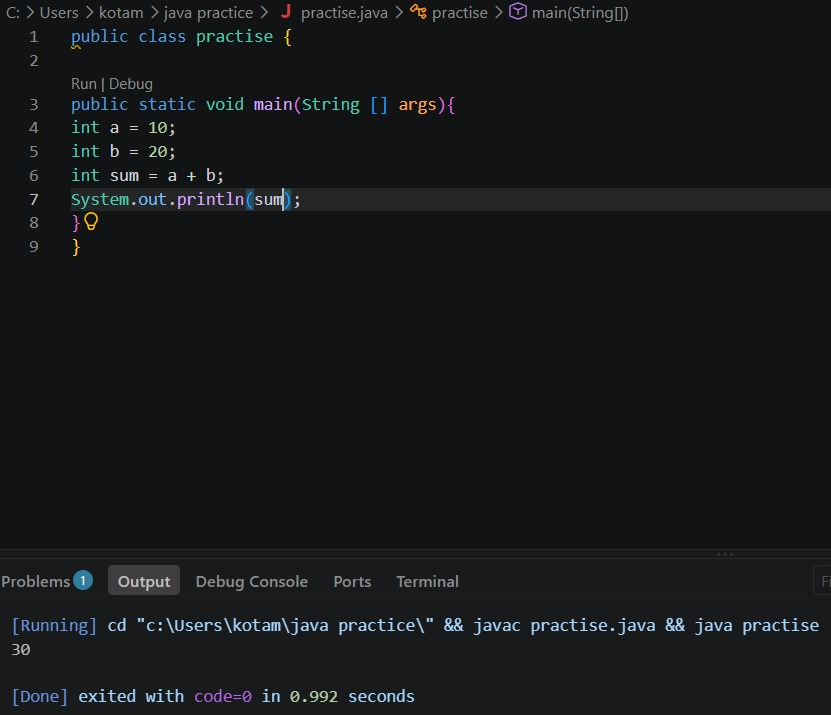 C: > Users > kotam > java practice > J practise.java > practise > main(String[])
1 public class practise {
2
Run | Debug
3 public static void main(String [] args){
4 int a = 10;
5 int b = 20;
6 int sum = a + b;
7 System.out.println(sum);
8 }
9 }
Problems 1 Output Debug Console Ports Terminal
[Running] cd "c:\Users\kotam\java practice\" && javac practise.java && java practise
30
[Done] exited with code=0 in 0.992 seconds